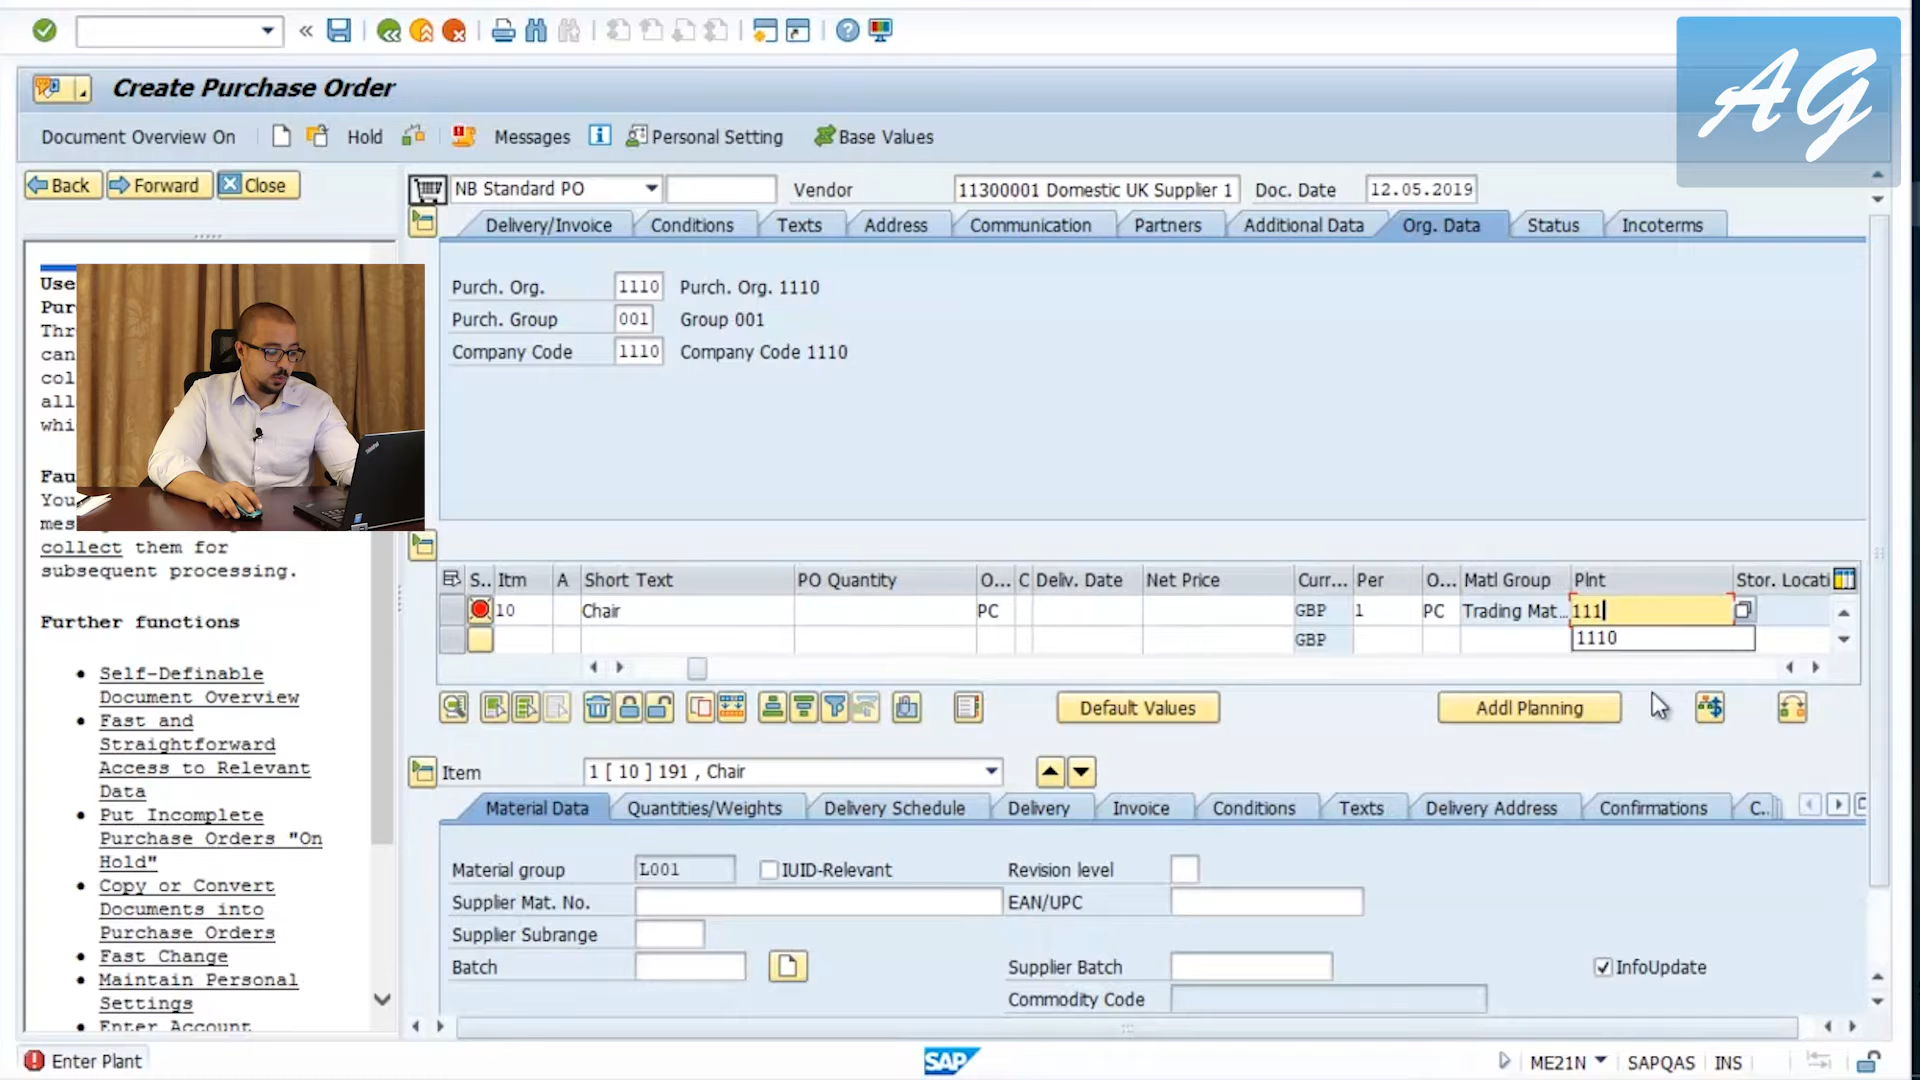 «
AG
Create Purchase Order
Document Overview On Hold Messages Personal Setting Base Values
Back Forward Close
NB Standard PO Vendor 11300001 Domestic UK Supplier 1 Doc. Date 12.05.2019
Delivery/Invoice Conditions Texts Address Communication Partners Additional Data Org. Data Status Incoterms
Purch. Org. 1110 Purch. Org. 1110
Purch. Group 001 Group 001
Company Code 1110 Company Code 1110
Use
Pur
Thr
can
col
all
whi
Fau
You
mes
collect them for
subsequent processing.
Further functions
• Self-Definable
Document Overview
• Fast and
Straightforward
Access to Relevant
Data
• Put Incomplete
Purchase Orders "On
Hold"
• Copy or Convert
Documents into
Purchase Orders
• Fast Change
• Maintain Personal
Settings
• Enter Account
S.. Itm A Short Text PO Quantity O... C Deliv. Date Net Price Curr... Per O... Matl Group Plnt Stor. Locati
10 Chair PC GBP 1 PC Trading Mat... 111
GBP 1110
Default Values Addl Planning
Item 1 [ 10 ] 191 , Chair
Material Data Quantities/Weights Delivery Schedule Delivery Invoice Conditions Texts Delivery Address Confirmations C..
Material group L001 IUID-Relevant Revision level
Supplier Mat. No. EAN/UPC
Supplier Subrange
Batch Supplier Batch InfoUpdate
Commodity Code
Enter Plant SAP ME21N SAPQAS INS